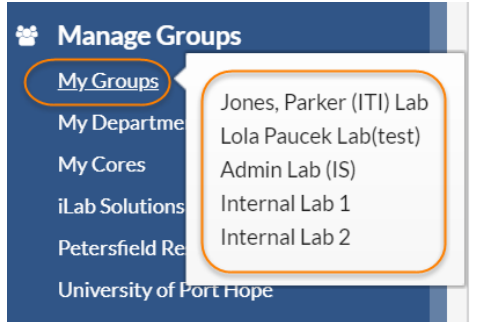 Manage Groups
My Groups
My Departme
My Cores
iLab Solutions
Petersfield Re
University of Port Hope
Jones, Parker (ITI) Lab
Lola Paucek Lab(test)
Admin Lab (IS)
Internal Lab 1
Internal Lab 2